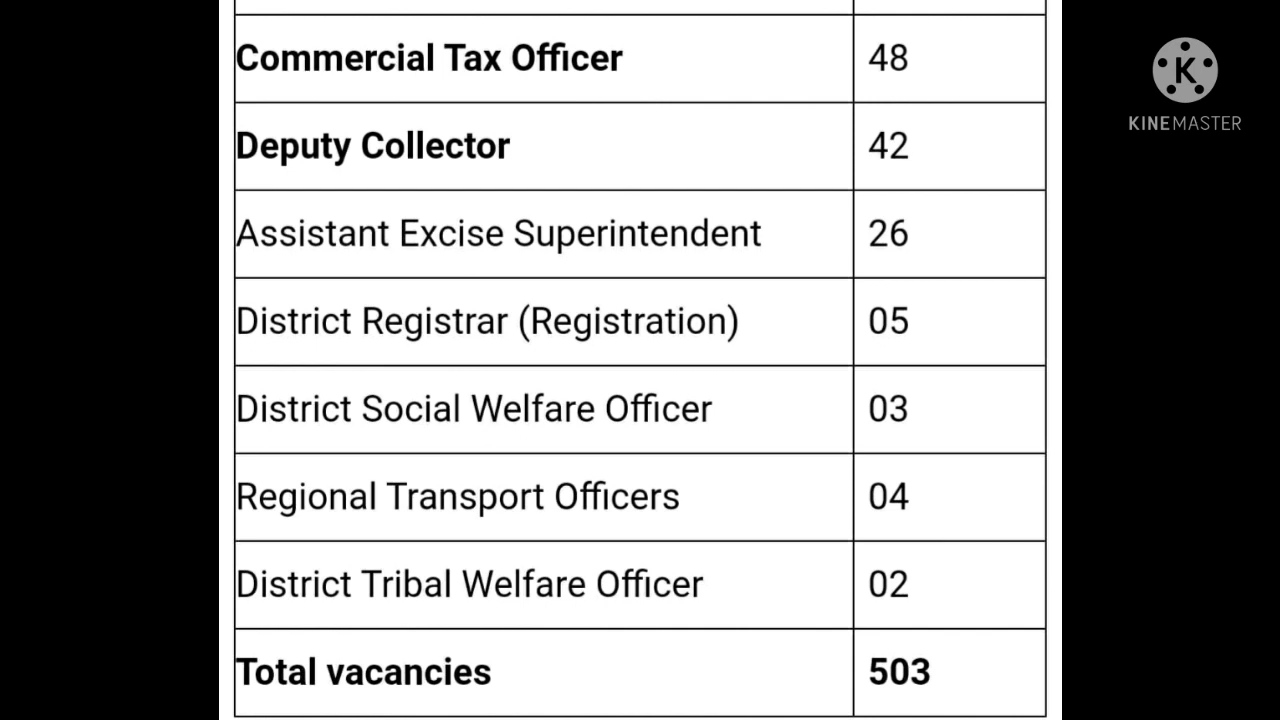 Commercial Tax Officer 48
Deputy Collector 42
Assistant Excise Superintendent 26
District Registrar (Registration) 05
District Social Welfare Officer 03
Regional Transport Officers 04
District Tribal Welfare Officer 02
Total vacancies 503
K
KINEMASTER